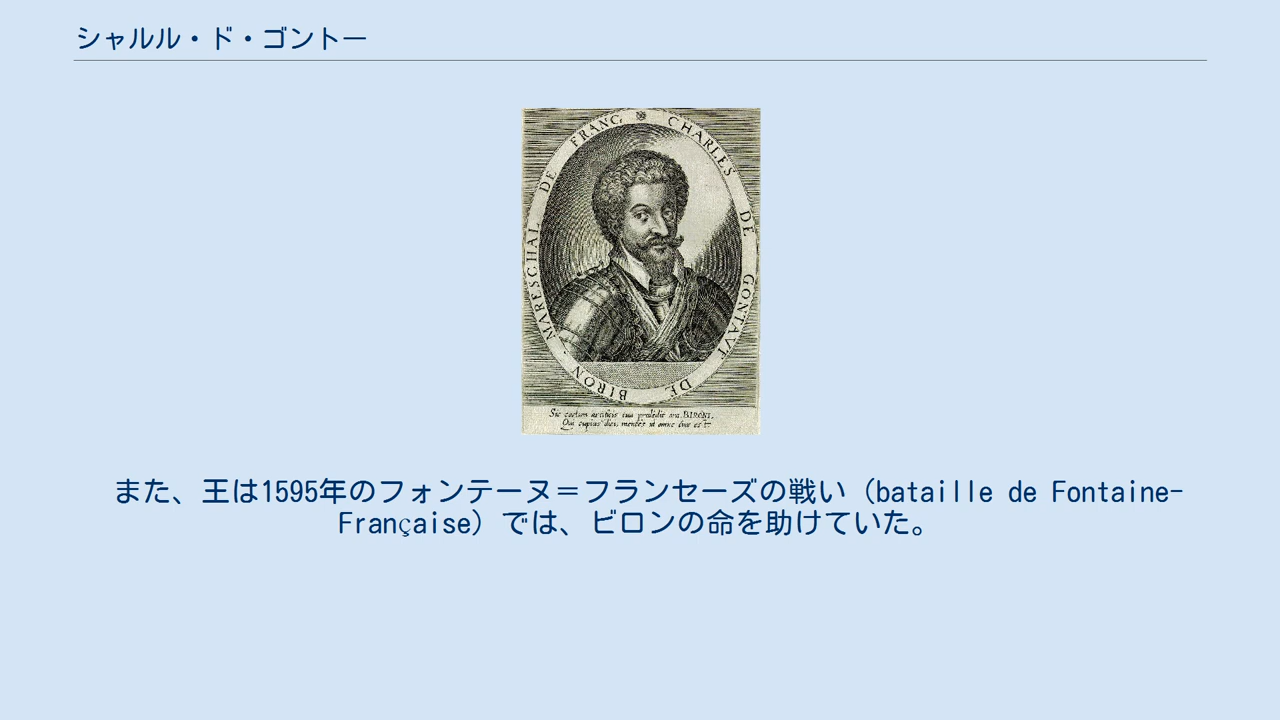 シャルル・ド・ゴントー
CHARLES DE GONTAVT DE BIRON · MARESCHAL DE FRANC
BIRONI.
Qui
また、王は1595年のフォンテーヌ＝フランセーズの戦い（bataille de Fontaine-
Française）では、ビロンの命を助けていた。